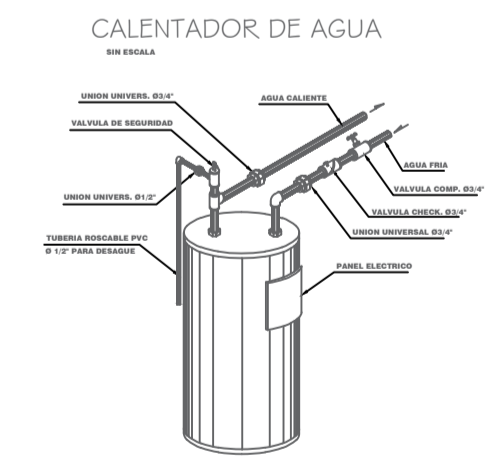 CALENTADOR DE AGUA
SIN ESCALA
UNION UNIVERS. Ø3/4"
AGUA CALIENTE
VALVULA DE SEGURIDAD
AGUA FRIA
VALVULA COMP. Ø3/4"
UNION UNIVERS. Ø1/2"
VALVULA CHECK. Ø3/4"
UNION UNIVERSAL Ø3/4"
TUBERIA ROSCABLE PVC
Ø 1/2" PARA DESAGUE
PANEL ELECTRICO